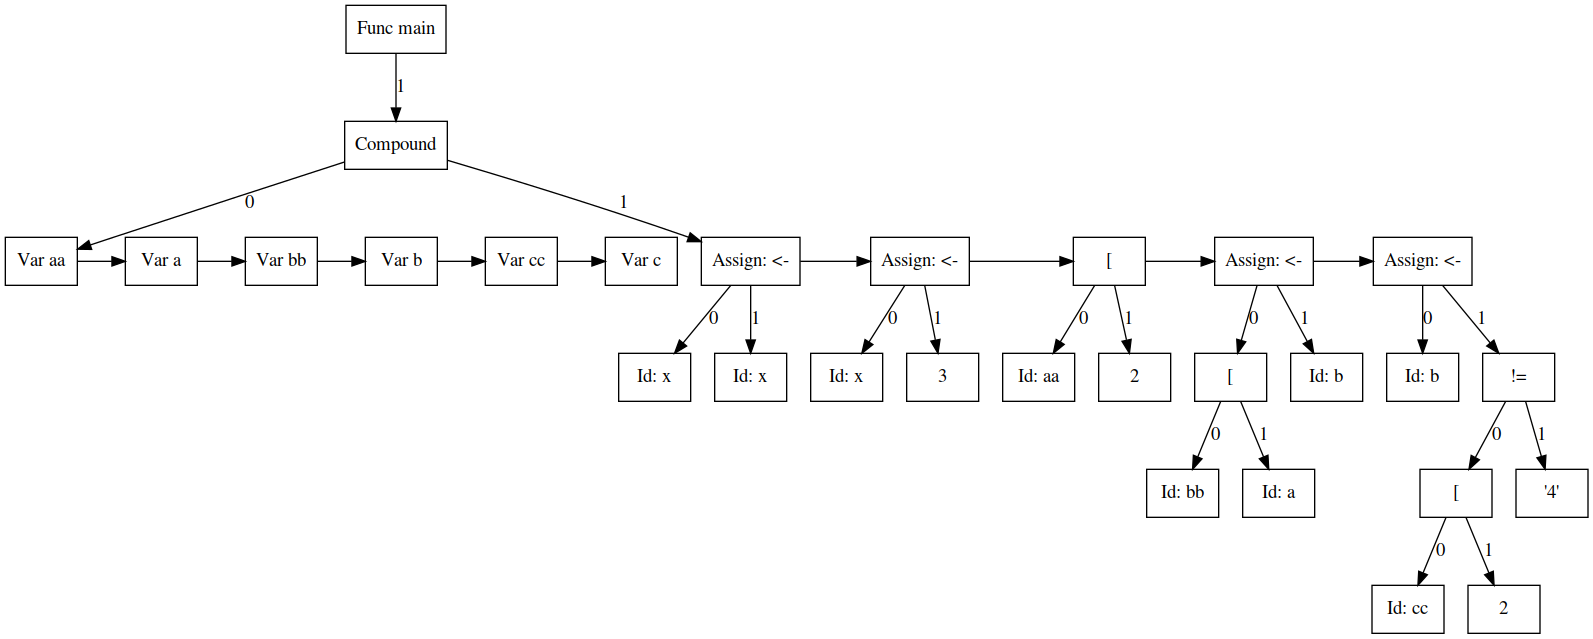 Func main
1
Compound
0 1
Var aa Var a Var bb Var b Var cc Var c Assign: <- Assign: <- [ Assign: <- Assign: <-
0 1 0 1 0 1 0 1 0 1
Id: x Id: x Id: x 3 Id: aa 2 [ Id: b Id: b !=
0 1 0 1
Id: bb Id: a [ '4'
0 1
Id: cc 2